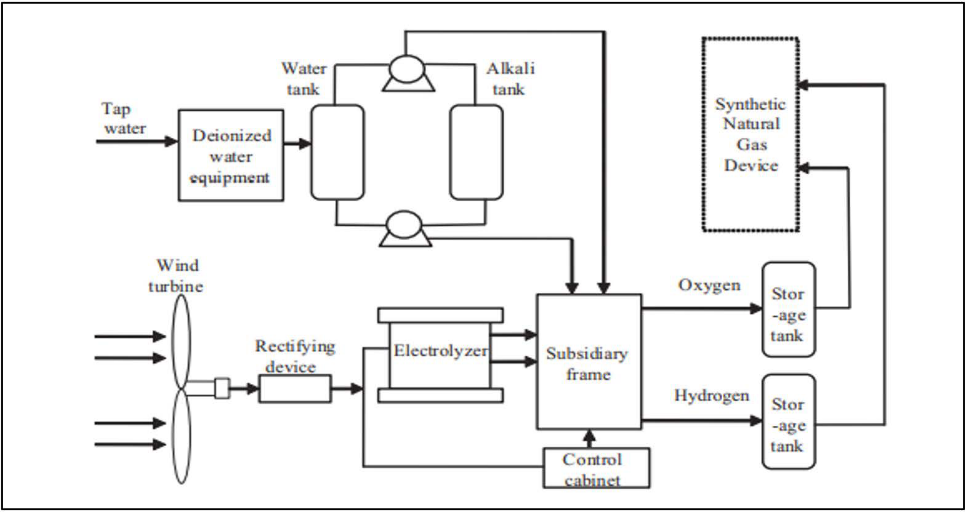 Water
tank
Alkali
tank
Tap
water
Deionized
water
equipment
Synthetic
Natural
Gas
Device
Wind
turbine
Rectifying
device
Electrolyzer
Subsidiary
frame
Oxygen
Stor
-age
tank
Hydrogen
Stor
-age
tank
Control
cabinet